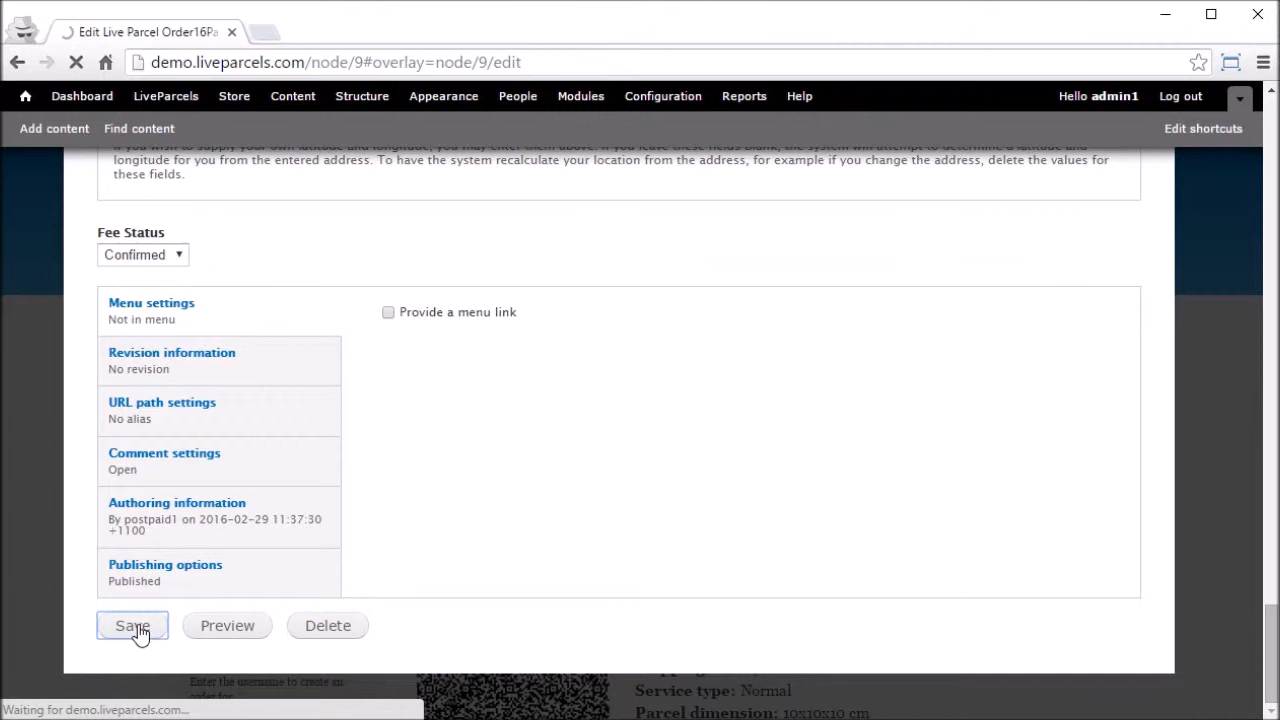 Edit Live Parcel Order16Pa
demo.liveparcels.com/node/9#overlay=node/9/edit
Dashboard LiveParcels Store Content Structure Appearance People Modules Configuration Reports Help Hello admin1 Log out
Add content Find content Edit shortcuts
If you wish to supply your own latitude and longitude, you may enter them above. If you leave these fields blank, the system will attempt to determine a latitude and
longitude for you from the entered address. To have the system recalculate your location from the address, for example if you change the address, delete the values for
these fields.
Fee Status
Confirmed
Menu settings
Not in menu
Provide a menu link
Revision information
No revision
URL path settings
No alias
Comment settings
Open
Authoring information
By postpaid1 on 2016-02-29 11:37:30
+1100
Publishing options
Published
Save Preview Delete
Enter the username to create an
order for
Service type: Normal
Parcel dimension: 10x10x10 cm
Waiting for demo.liveparcels.com...